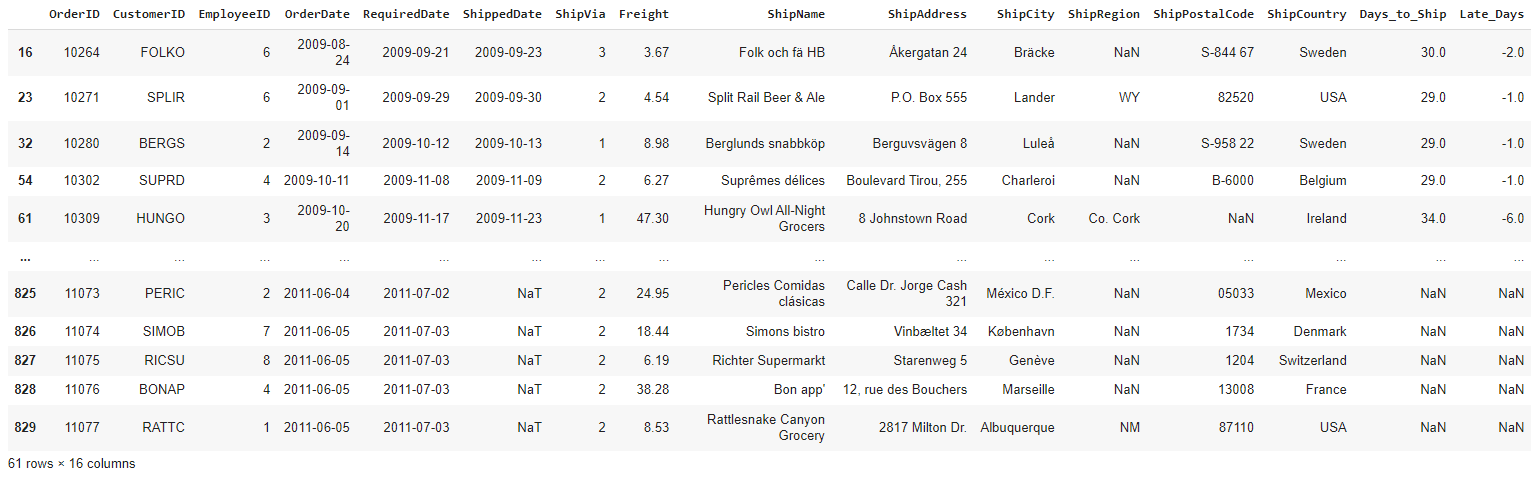 OrderID CustomerID EmployeeID OrderDate RequiredDate ShippedDate ShipVia Freight ShipName ShipAddress ShipCity ShipRegion ShipPostalCode ShipCountry Days_to_Ship Late_Days
16 10264 FOLKO 6 2009-08-24 2009-09-21 2009-09-23 3 3.67 Folk och fä HB Åkergatan 24 Bräcke NaN S-844 67 Sweden 30.0 -2.0
23 10271 SPLIR 6 2009-09-01 2009-09-29 2009-09-30 2 4.54 Split Rail Beer & Ale P.O. Box 555 Lander WY 82520 USA 29.0 -1.0
32 10280 BERGS 2 2009-09-14 2009-10-12 2009-10-13 1 8.98 Berglunds snabbköp Berguvsvägen 8 Luleå NaN S-958 22 Sweden 29.0 -1.0
54 10302 SUPRD 4 2009-10-11 2009-11-08 2009-11-09 2 6.27 Suprêmes délices Boulevard Tirou, 255 Charleroi NaN B-6000 Belgium 29.0 -1.0
61 10309 HUNGO 3 2009-10-20 2009-11-17 2009-11-23 1 47.30 Hungry Owl All-Night Grocers 8 Johnstown Road Cork Co. Cork NaN Ireland 34.0 -6.0
... ... ... ... ... ... ... ... ... ... ... ... ... ... ... ... ...
825 11073 PERIC 2 2011-06-04 2011-07-02 NaT 2 24.95 Pericles Comidas clásicas Calle Dr. Jorge Cash 321 México D.F. NaN 05033 Mexico NaN NaN
826 11074 SIMOB 7 2011-06-05 2011-07-03 NaT 2 18.44 Simons bistro Vinbæltet 34 København NaN 1734 Denmark NaN NaN
827 11075 RICSU 8 2011-06-05 2011-07-03 NaT 2 6.19 Richter Supermarkt Starenweg 5 Genève NaN 1204 Switzerland NaN NaN
828 11076 BONAP 4 2011-06-05 2011-07-03 NaT 2 38.28 Bon app' 12, rue des Bouchers Marseille NaN 13008 France NaN NaN
829 11077 RATTC 1 2011-06-05 2011-07-03 NaT 2 8.53 Rattlesnake Canyon Grocery 2817 Milton Dr. Albuquerque NM 87110 USA NaN NaN
61 rows × 16 columns